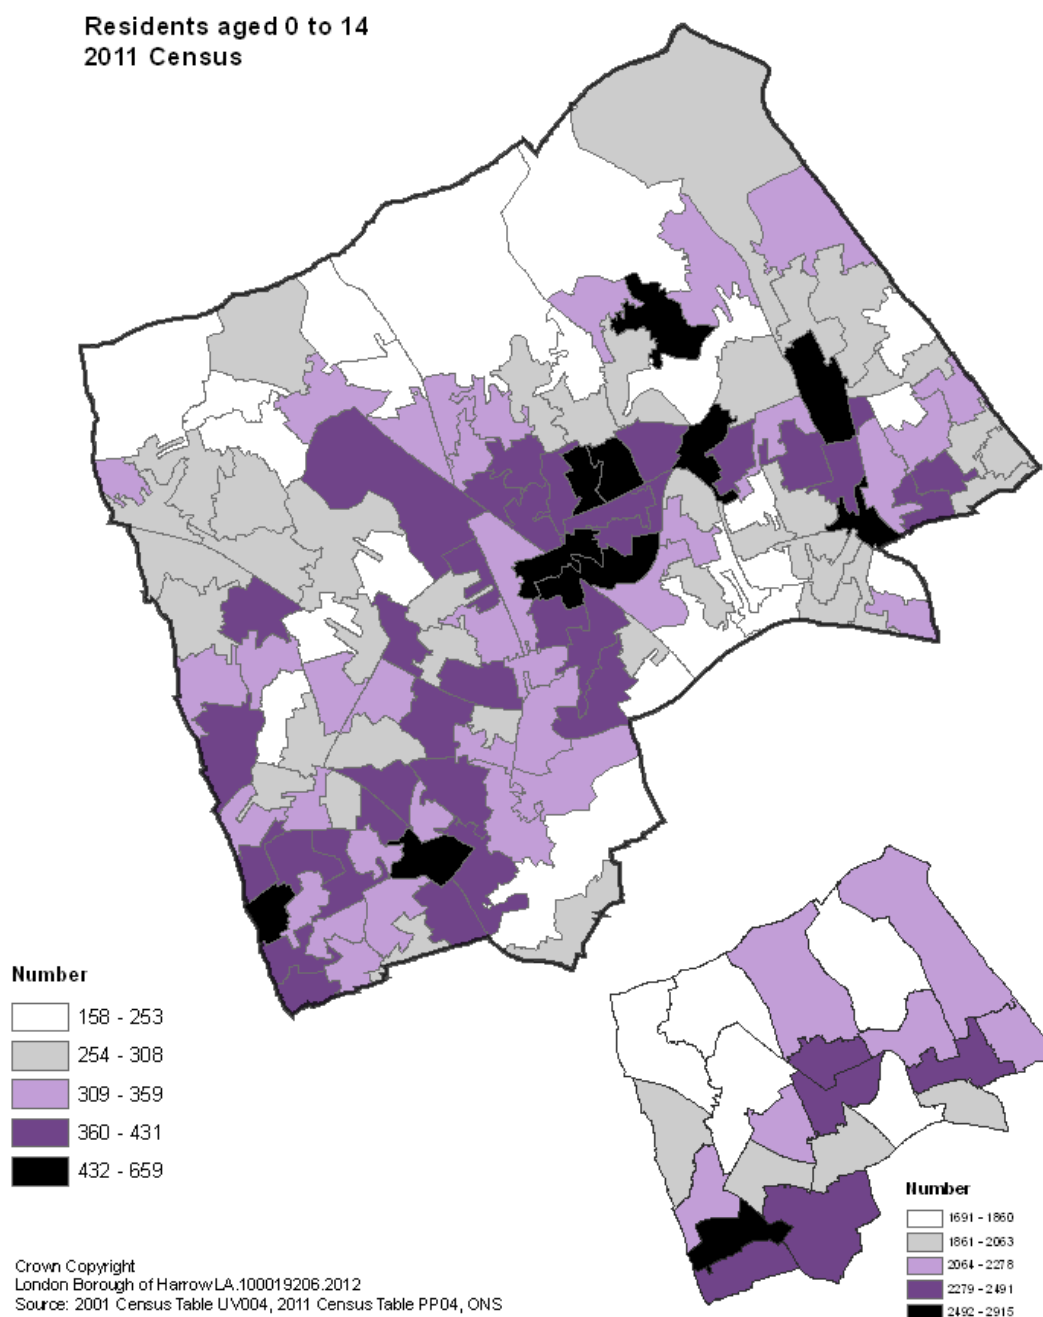 Residents aged 0 to 14
2011 Census
Number
158 - 253
254 - 308
309 - 359
360 - 431
432 - 659
Number
1691 - 1860
1861 - 2063
2064 - 2278
2279 - 2491
2492 - 2915
Crown Copyright
London Borough of Harrow LA.100019206.2012
Source: 2001 Census Table UV004, 2011 Census Table PP04, ONS